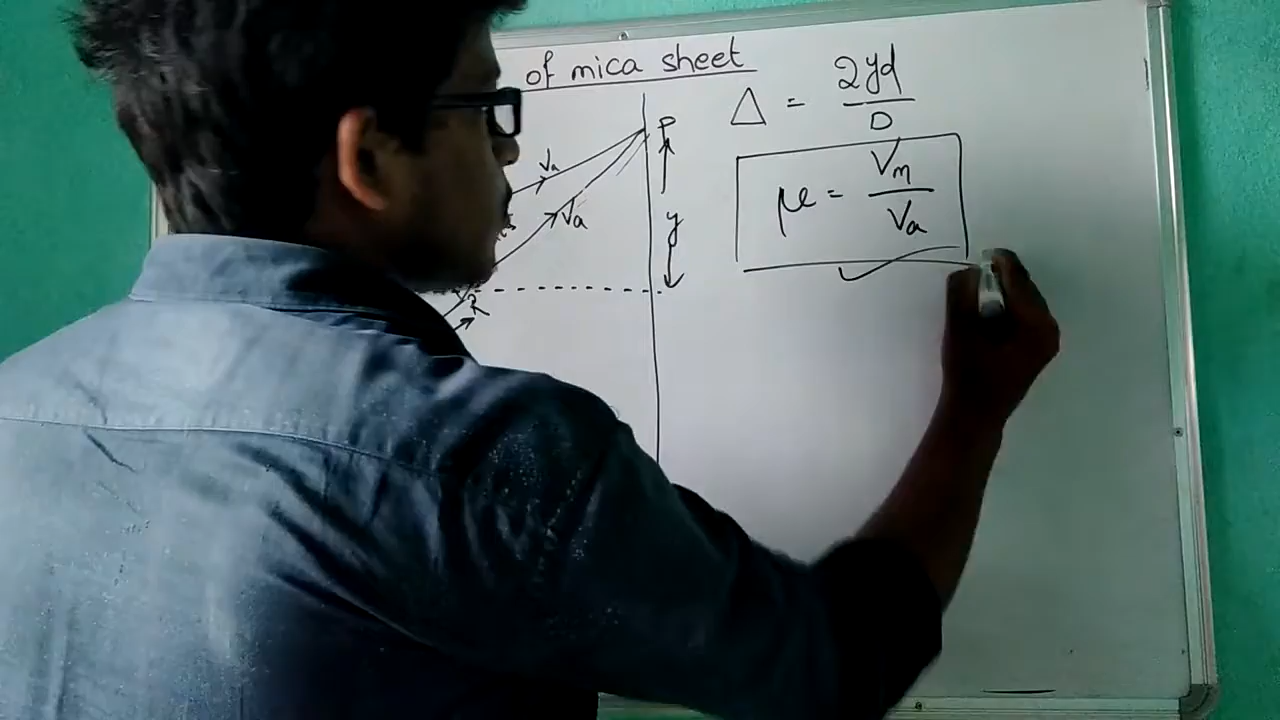 of mica sheet
Δ = 2yd / D
P
Va
Va
y
μ = Vm / Va